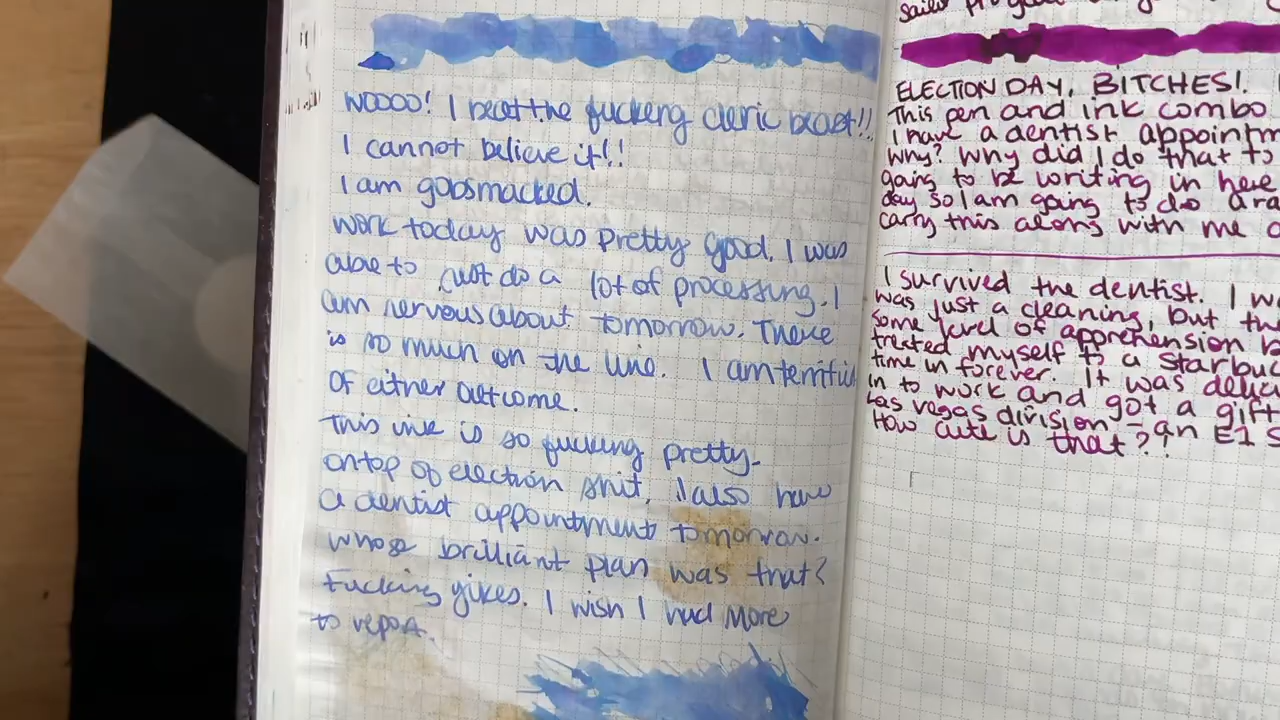 WOOOO! I beat the fucking cleric beast!!
I cannot believe it!!
I am gobsmacked.
work today was pretty good. I was
able to just do a lot of processing. I
am nervous about tomorrow. There
is so much on the line. I am terrified
of either outcome.
This ink is so fucking pretty.
on top of election shit, I also have
a dentist appointment tomorrow.
whose brilliant plan was that?
Fucking yikes. I wish I had more
to report.
ELECTION DAY, BITCHES!
This pen and ink combo
I have a dentist appointm
Why? Why did I do that to
going to be writing in here
day so I am going to do a ra
carry this along with me
I survived the dentist. I w
was just a cleaning, but th
some level of apprehension b
treated myself to a Starbuc
time in forever. It was delic
in to work and got a gift
Las Vegas division - an E1 S
How cute is that??